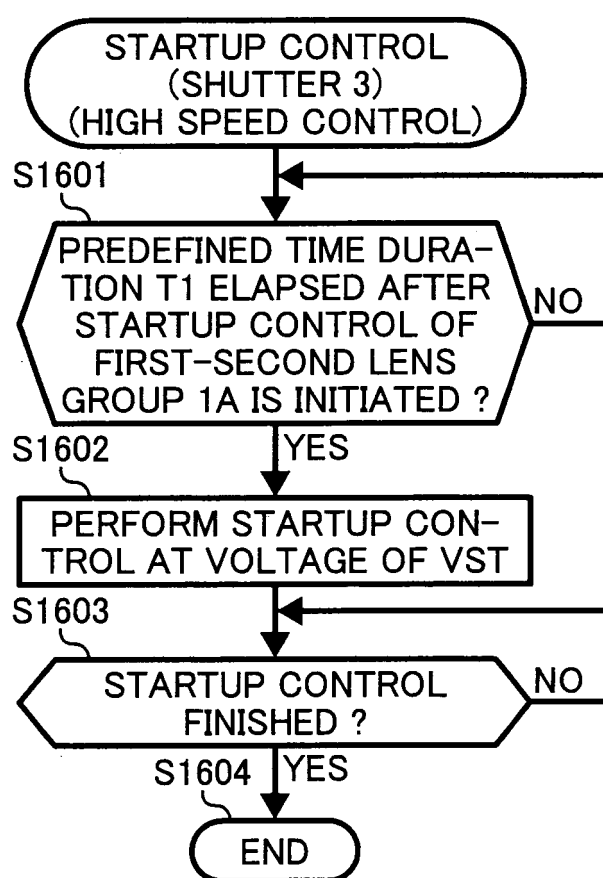 STARTUP CONTROL
(SHUTTER 3)
(HIGH SPEED CONTROL)
S1601
PREDEFINED TIME DURA-
TION T1 ELAPSED AFTER
STARTUP CONTROL OF
FIRST-SECOND LENS
GROUP 1A IS INITIATED ?
NO
YES
S1602
PERFORM STARTUP CON-
TROL AT VOLTAGE OF VST
S1603
STARTUP CONTROL
FINISHED ?
NO
YES
S1604
END